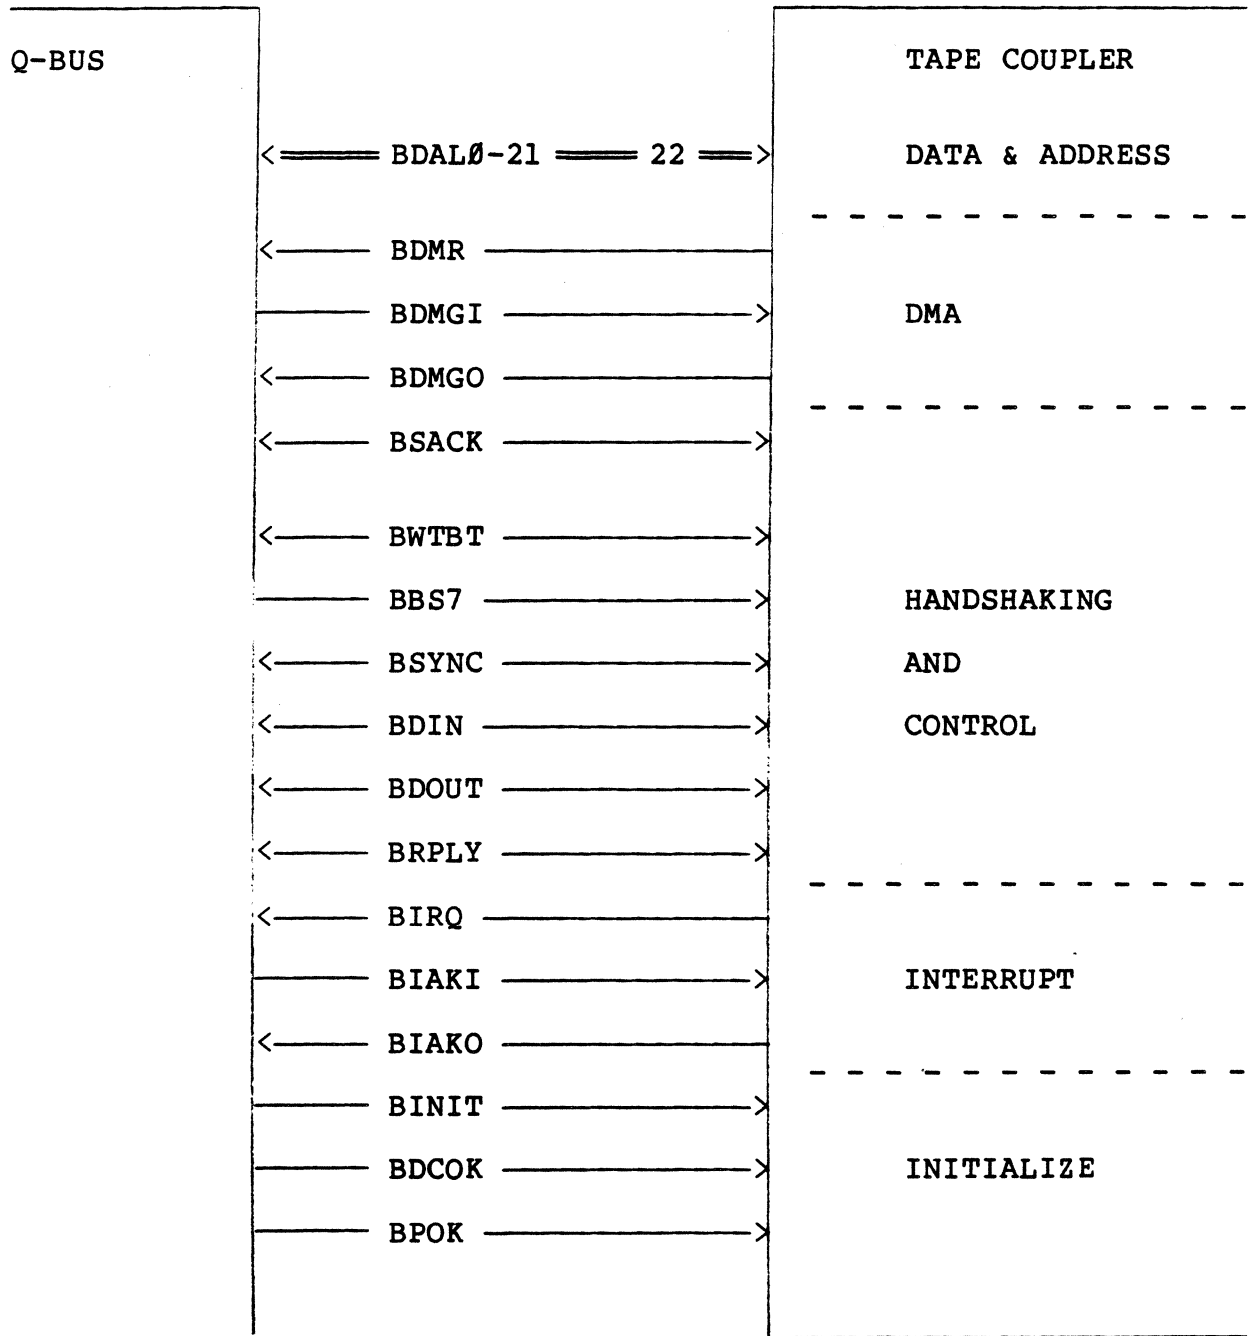 Q-BUS TAPE COUPLER
BDALØ-21 22 DATA & ADDRESS
BDMR
BDMGI DMA
BDMGO
BSACK
BWTBT
BBS7 HANDSHAKING
BSYNC AND
BDIN CONTROL
BDOUT
BRPLY
BIRQ
BIAKI INTERRUPT
BIAKO
BINIT
BDCOK INITIALIZE
BPOK